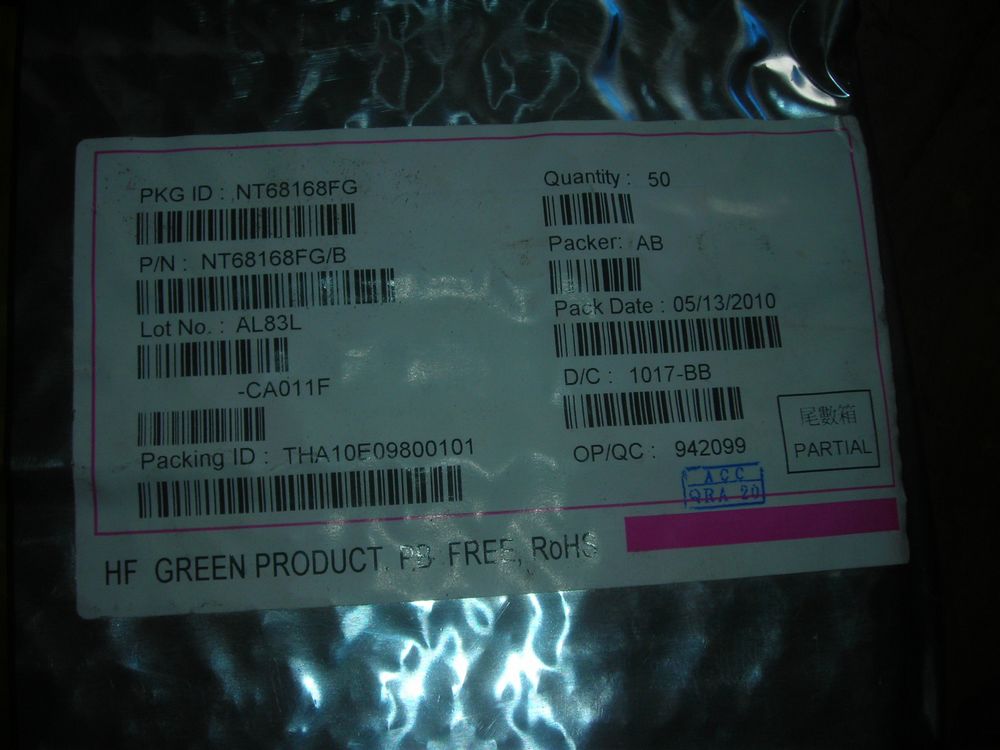 PKG ID : NT68168FG
P/N : NT68168FG/B
Lot No. : AL83L
-CA011F
Packing ID : THA10E09800101
Quantity : 50
Packer: AB
Pack Date : 05/13/2010
D/C : 1017-BB
OP/QC : 942099
ACC
QRA 20
尾數箱
PARTIAL
HF GREEN PRODUCT, PB FREE, RoHS